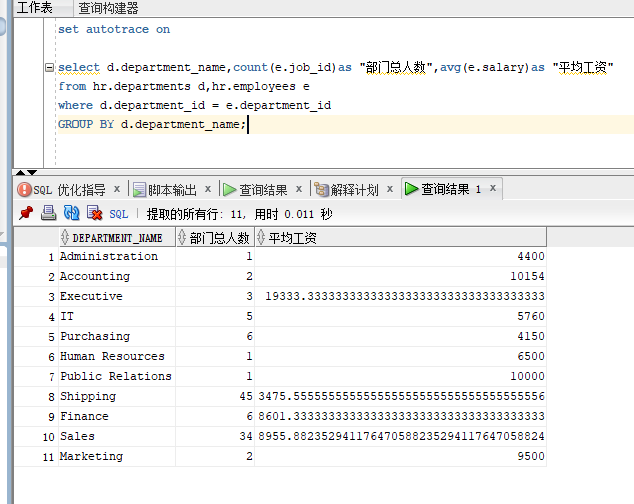 工作表 查询构建器
set autotrace on
select d.department_name,count(e.job_id)as "部门总人数",avg(e.salary)as "平均工资"
from hr.departments d,hr.employees e
where d.department_id = e.department_id
GROUP BY d.department_name;
SQL 优化指导 x 脚本输出 x 查询结果 x 解释计划 x 查询结果 1 x
SQL | 提取的所有行: 11, 用时 0.011 秒
DEPARTMENT_NAME 部门总人数 平均工资
1 Administration 1 4400
2 Accounting 2 10154
3 Executive 3 19333.3333333333333333333333333333333333
4 IT 5 5760
5 Purchasing 6 4150
6 Human Resources 1 6500
7 Public Relations 1 10000
8 Shipping 45 3475.55555555555555555555555555555555556
9 Finance 6 8601.33333333333333333333333333333333333
10 Sales 34 8955.88235294117647058823529411764705824
11 Marketing 2 9500